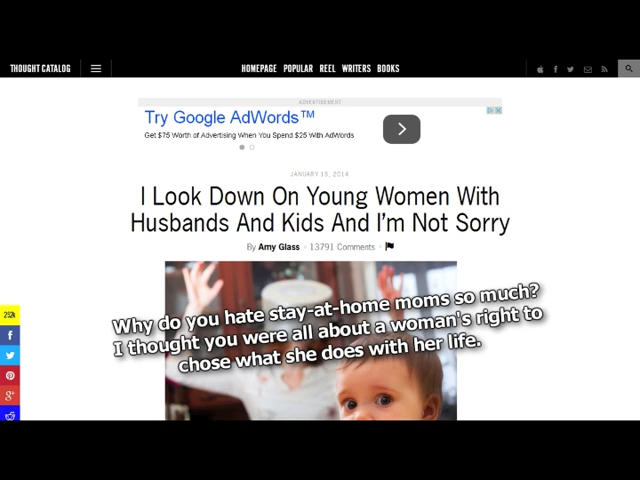 THOUGHT CATALOG
HOMEPAGE POPULAR REEL WRITERS BOOKS
ADVERTISEMENT
Try Google AdWords™
Get $75 Worth of Advertising When You Spend $25 With AdWords
JANUARY 15, 2014
I Look Down On Young Women With
Husbands And Kids And I'm Not Sorry
By Amy Glass 13791 Comments
292k
Why do you hate stay-at-home moms so much?
I thought you were all about a woman's right to
chose what she does with her life.